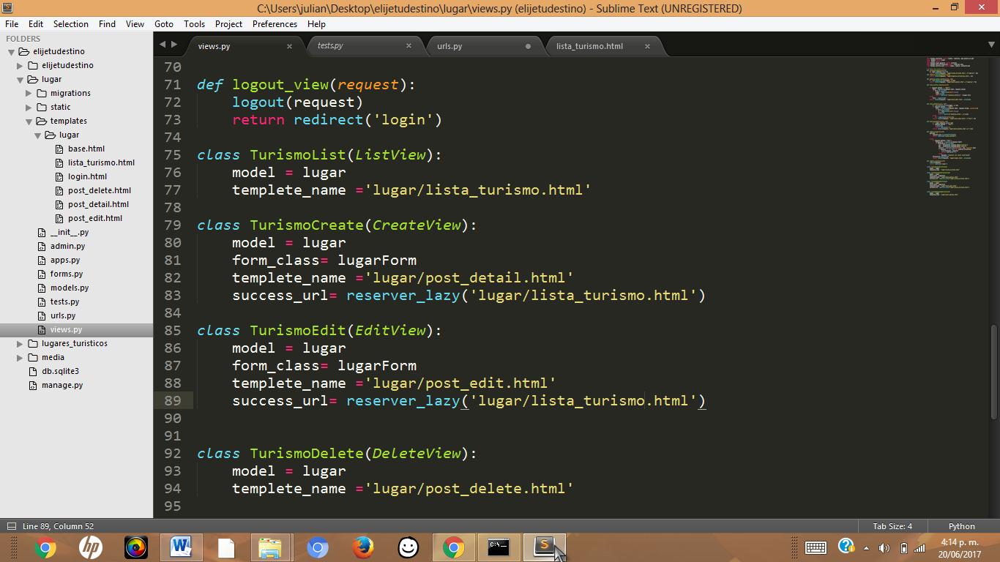 C:\Users\julian\Desktop\elijetudestino\lugar\views.py (elijetudestino) - Sublime Text (UNREGISTERED)
File Edit Selection Find View Goto Tools Project Preferences Help
FOLDERS
elijetudestino
elijetudestino
lugar
migrations
static
templates
lugar
base.html
lista_turismo.html
login.html
post_delete.html
post_detail.html
post_edit.html
__init__.py
admin.py
apps.py
forms.py
models.py
tests.py
urls.py
views.py
lugares_turisticos
media
db.sqlite3
manage.py
views.py tests.py urls.py lista_turismo.html
70
71 def logout_view(request):
72 logout(request)
73 return redirect('login')
74
75 class TurismoList(ListView):
76 model = lugar
77 templete_name ='lugar/lista_turismo.html'
78
79 class TurismoCreate(CreateView):
80 model = lugar
81 form_class= lugarForm
82 templete_name ='lugar/post_detail.html'
83 success_url= reserver_lazy('lugar/lista_turismo.html')
84
85 class TurismoEdit(EditView):
86 model = lugar
87 form_class= lugarForm
88 templete_name ='lugar/post_edit.html'
89 success_url= reserver_lazy('lugar/lista_turismo.html')
90
91
92 class TurismoDelete(DeleteView):
93 model = lugar
94 templete_name ='lugar/post_delete.html'
95
Line 89, Column 52 Tab Size: 4 Python
4:14 p. m.
20/06/2017